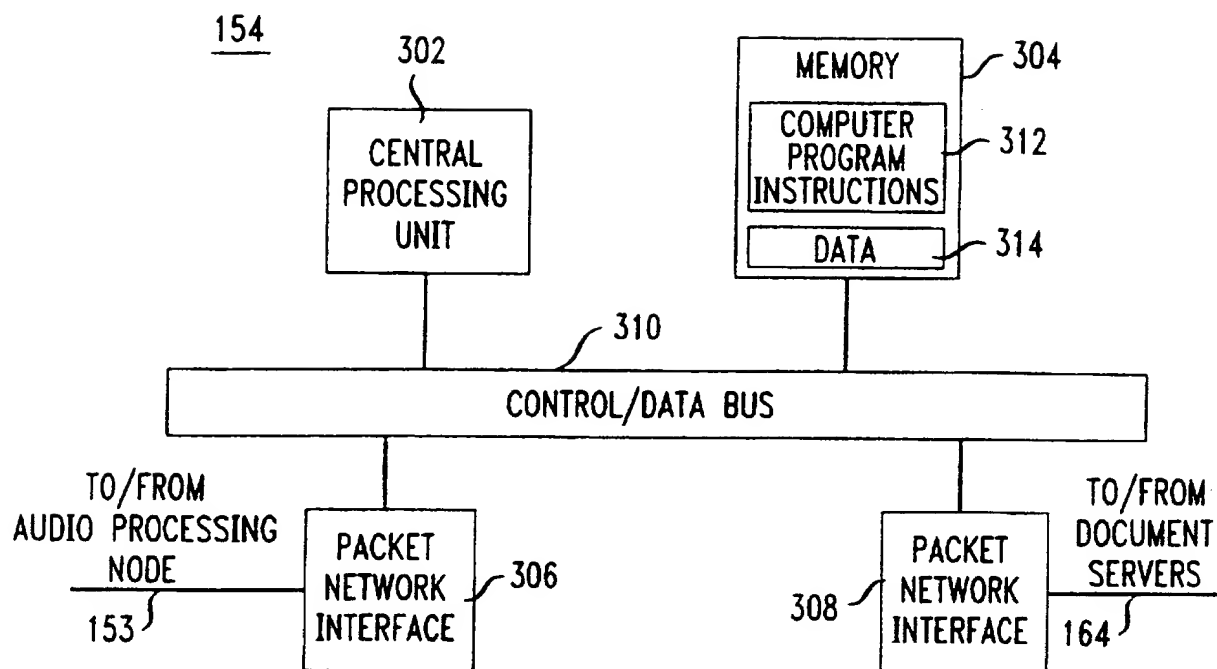 154
302
CENTRAL
PROCESSING
UNIT
MEMORY
304
COMPUTER
PROGRAM
INSTRUCTIONS
312
DATA
314
310
CONTROL/DATA BUS
TO/FROM
AUDIO PROCESSING
NODE
153
PACKET
NETWORK
INTERFACE
306
308
PACKET
NETWORK
INTERFACE
TO/FROM
DOCUMENT
SERVERS
164